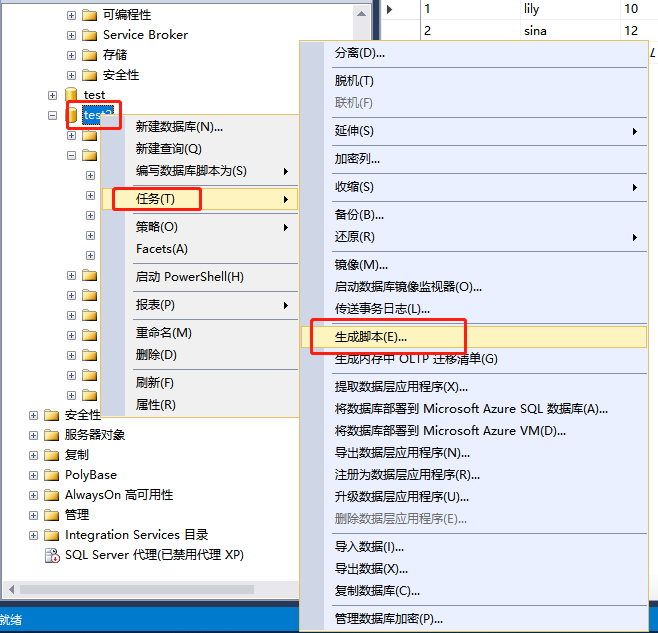 可编程性
Service Broker
存储
安全性
test
test2
安全性
服务器对象
复制
PolyBase
AlwaysOn 高可用性
管理
Integration Services 目录
SQL Server 代理(已禁用代理 XP)
就绪
新建数据库(N)...
新建查询(Q)
编写数据库脚本为(S)
任务(T)
策略(O)
Facets(A)
启动 PowerShell(H)
报表(P)
重命名(M)
删除(D)
刷新(F)
属性(R)
1 lily 10
2 sina 12
分离(D)...
脱机(T)
联机(F)
延伸(S)
加密列...
收缩(S)
备份(B)...
还原(R)
镜像(M)...
启动数据库镜像监视器(O)...
传送事务日志(L)...
生成脚本(E)...
生成内存中 OLTP 迁移清单(G)
提取数据层应用程序(X)...
将数据库部署到 Microsoft Azure SQL 数据库(A)...
将数据库部署到 Microsoft Azure VM(D)...
导出数据层应用程序(N)...
注册为数据层应用程序(R)...
升级数据层应用程序(U)...
删除数据层应用程序(E)...
导入数据(I)...
导出数据(X)...
复制数据库(C)...
管理数据库加密(P)...